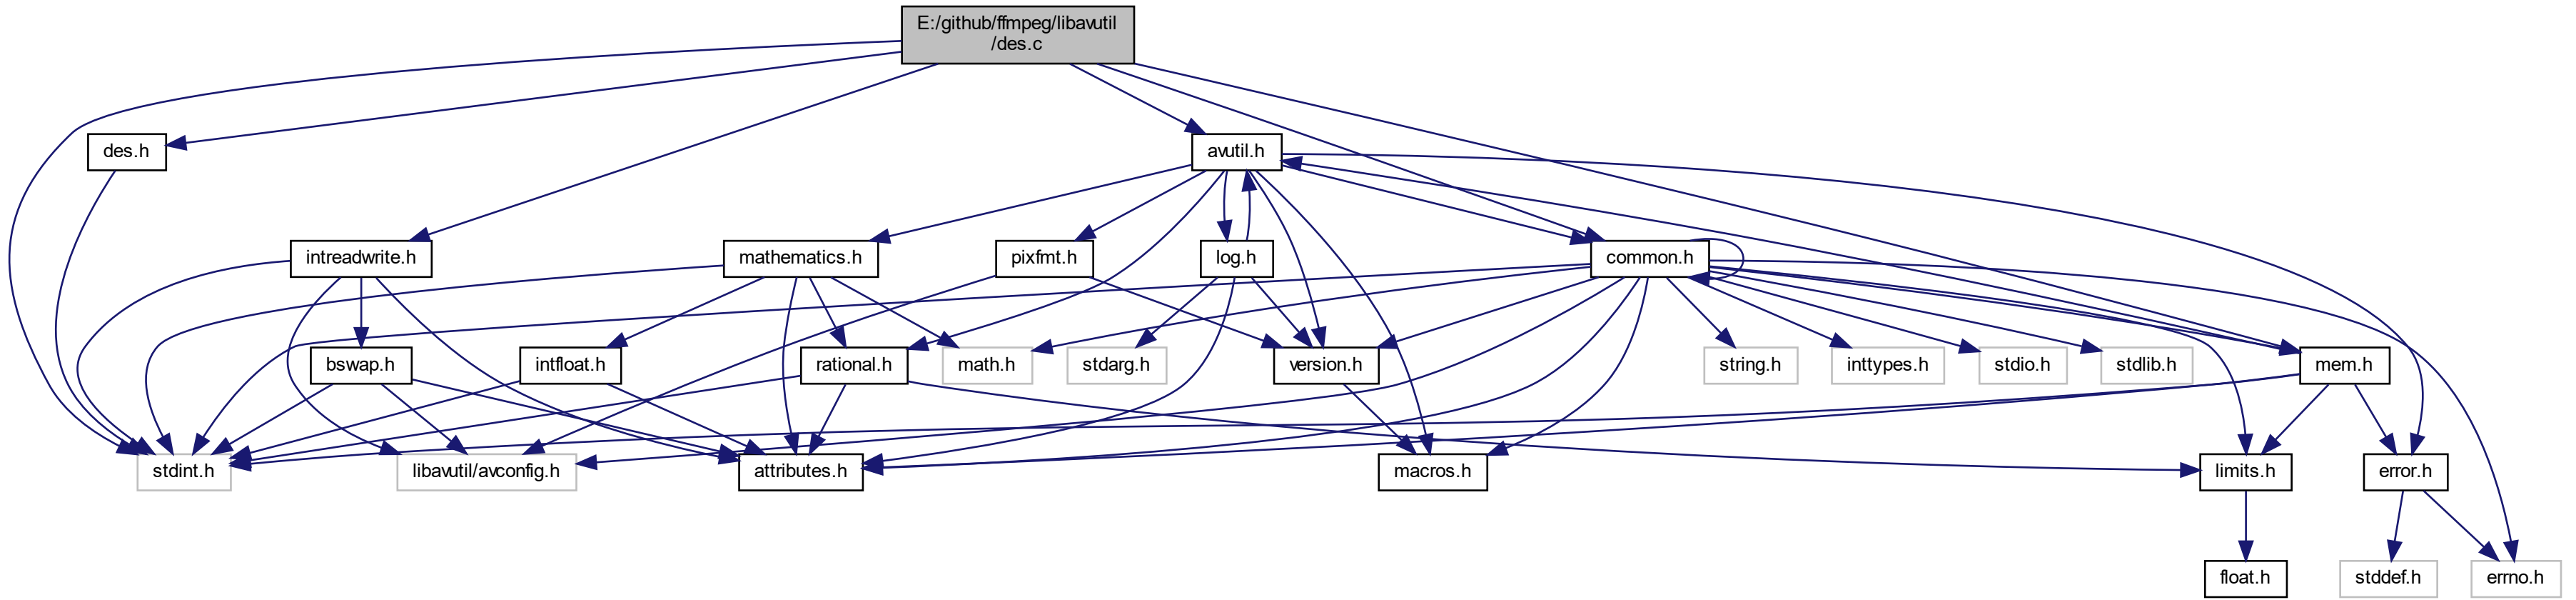 E:/github/ffmpeg/libavutil
/des.c
des.h
avutil.h
intreadwrite.h
mathematics.h
pixfmt.h
log.h
common.h
bswap.h
intfloat.h
rational.h
math.h
stdarg.h
version.h
string.h
inttypes.h
stdio.h
stdlib.h
mem.h
stdint.h
libavutil/avconfig.h
attributes.h
macros.h
limits.h
error.h
float.h
stddef.h
errno.h